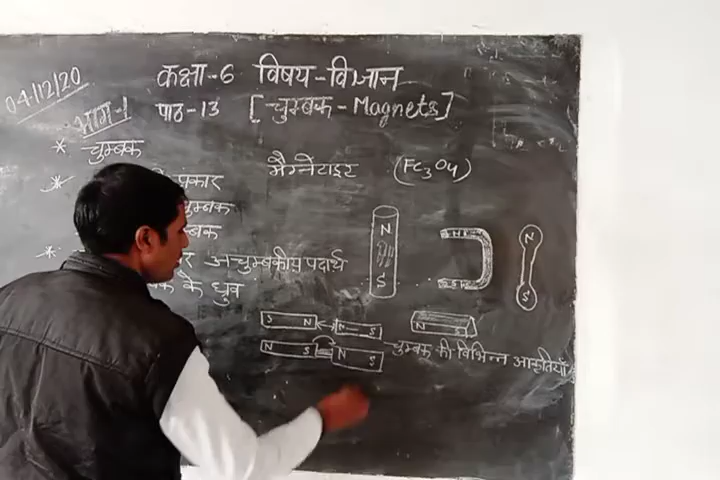 04/12/20
कक्षा-6 विषय-विज्ञान
भाग-1 पाठ-13 [चुम्बक-Magnets]
* चुम्बक
मैग्नेटाइट (Fe3O4)
* प्रकार
चुम्बक
अचुम्बकीय पदार्थ
के ध्रुव
N
S
N
S
N
S
S N N S
N S
N S N S
चुम्बक की विभिन्न आकृतियाँ